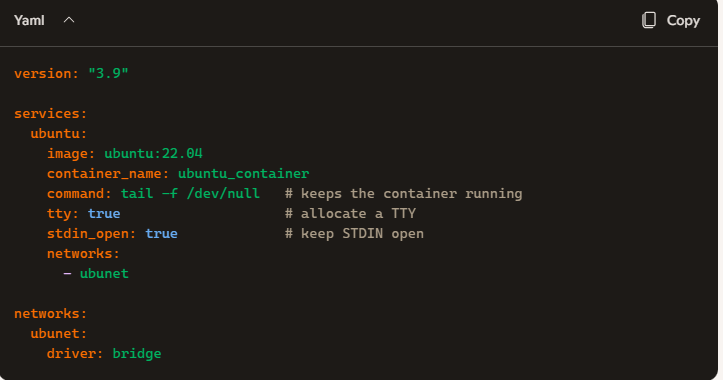 Yaml
Copy
version: "3.9"
services:
  ubuntu:
    image: ubuntu:22.04
    container_name: ubuntu_container
    command: tail -f /dev/null   # keeps the container running
    tty: true                    # allocate a TTY
    stdin_open: true             # keep STDIN open
    networks:
      - ubunet
networks:
  ubunet:
    driver: bridge